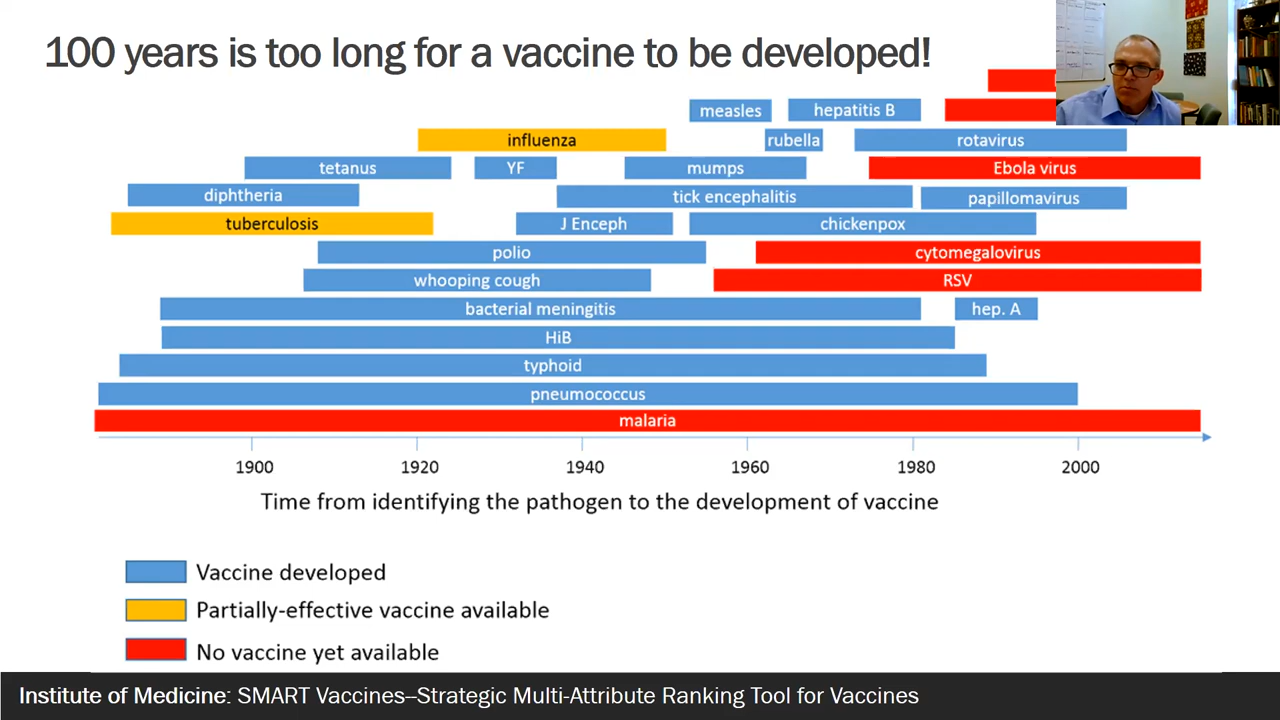 100 years is too long for a vaccine to be developed!
measles
hepatitis B
influenza
rubella
rotavirus
tetanus
YF
mumps
Ebola virus
diphtheria
tick encephalitis
papillomavirus
tuberculosis
J Enceph
chickenpox
polio
cytomegalovirus
whooping cough
RSV
bacterial meningitis
hep. A
HiB
typhoid
pneumococcus
malaria
1900
1920
1940
1960
1980
2000
Time from identifying the pathogen to the development of vaccine
Vaccine developed
Partially-effective vaccine available
No vaccine yet available
Institute of Medicine: SMART Vaccines--Strategic Multi-Attribute Ranking Tool for Vaccines